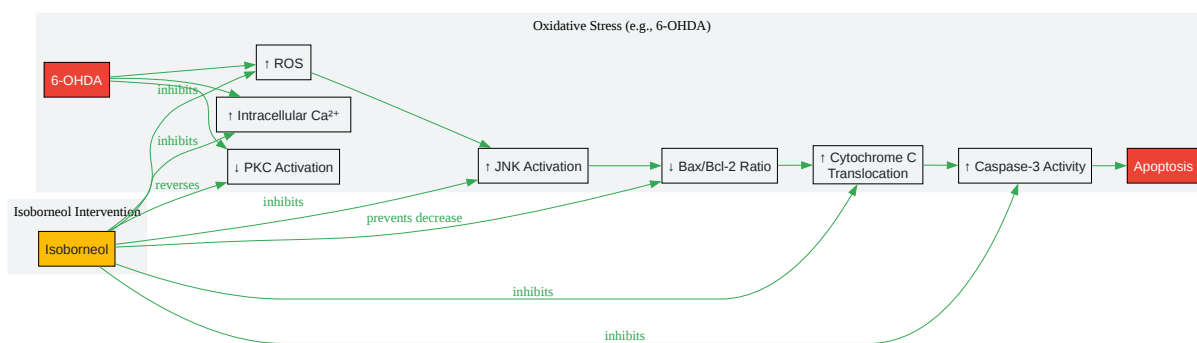 Oxidative Stress (e.g., 6-OHDA)
6-OHDA
↑ ROS
inhibits
↑ Intracellular Ca²⁺
inhibits
↓ PKC Activation
reverses
↑ JNK Activation
↓ Bax/Bcl-2 Ratio
↑ Cytochrome C
Translocation
↑ Caspase-3 Activity
Apoptosis
Isoborneol Intervention
Isoborneol
inhibits
prevents decrease
inhibits
inhibits